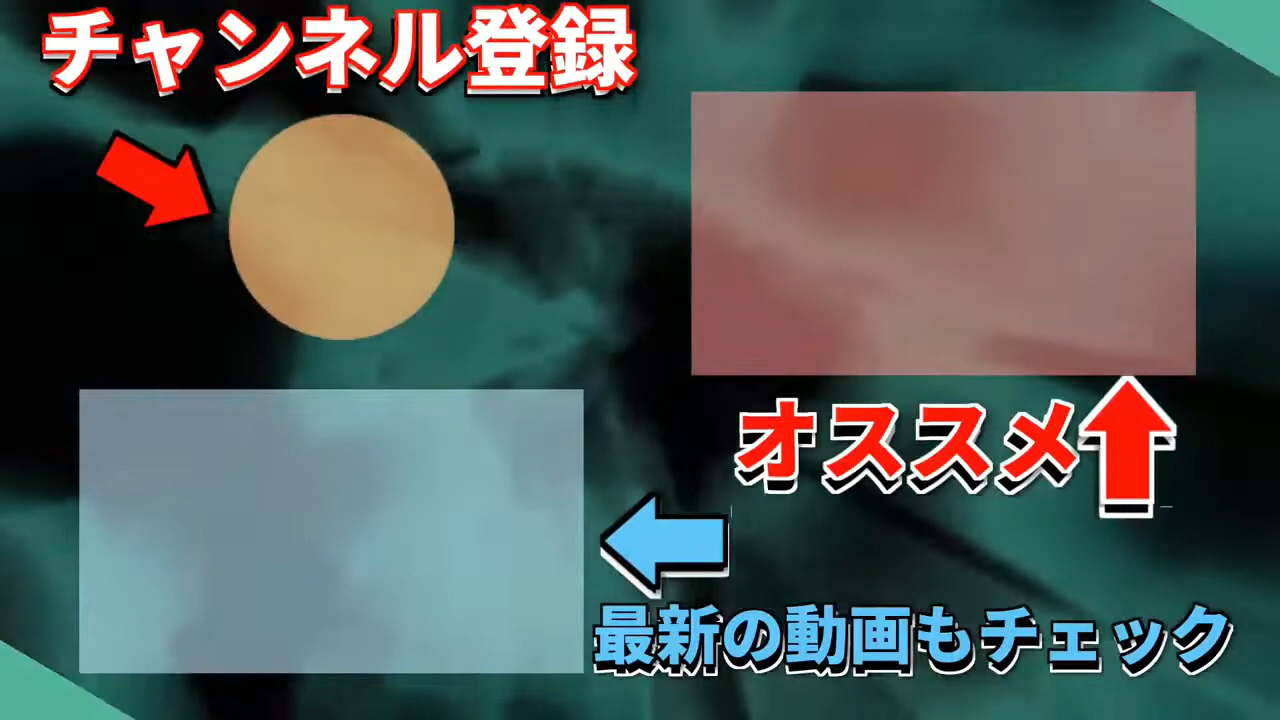 チャンネル登録
オススメ
最新の動画もチェック